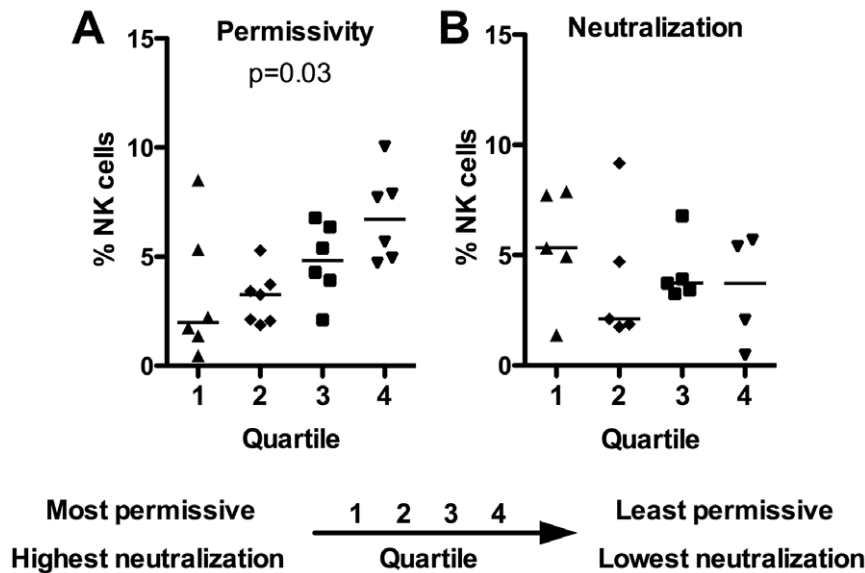 A
Permissivity
p=0.03
15
10
5
0
% NK cells
1 2 3 4
Quartile
B
Neutralization
15
10
5
0
% NK cells
1 2 3 4
Quartile
Most permissive 1 2 3 4 Least permissive
Highest neutralization Quartile Lowest neutralization